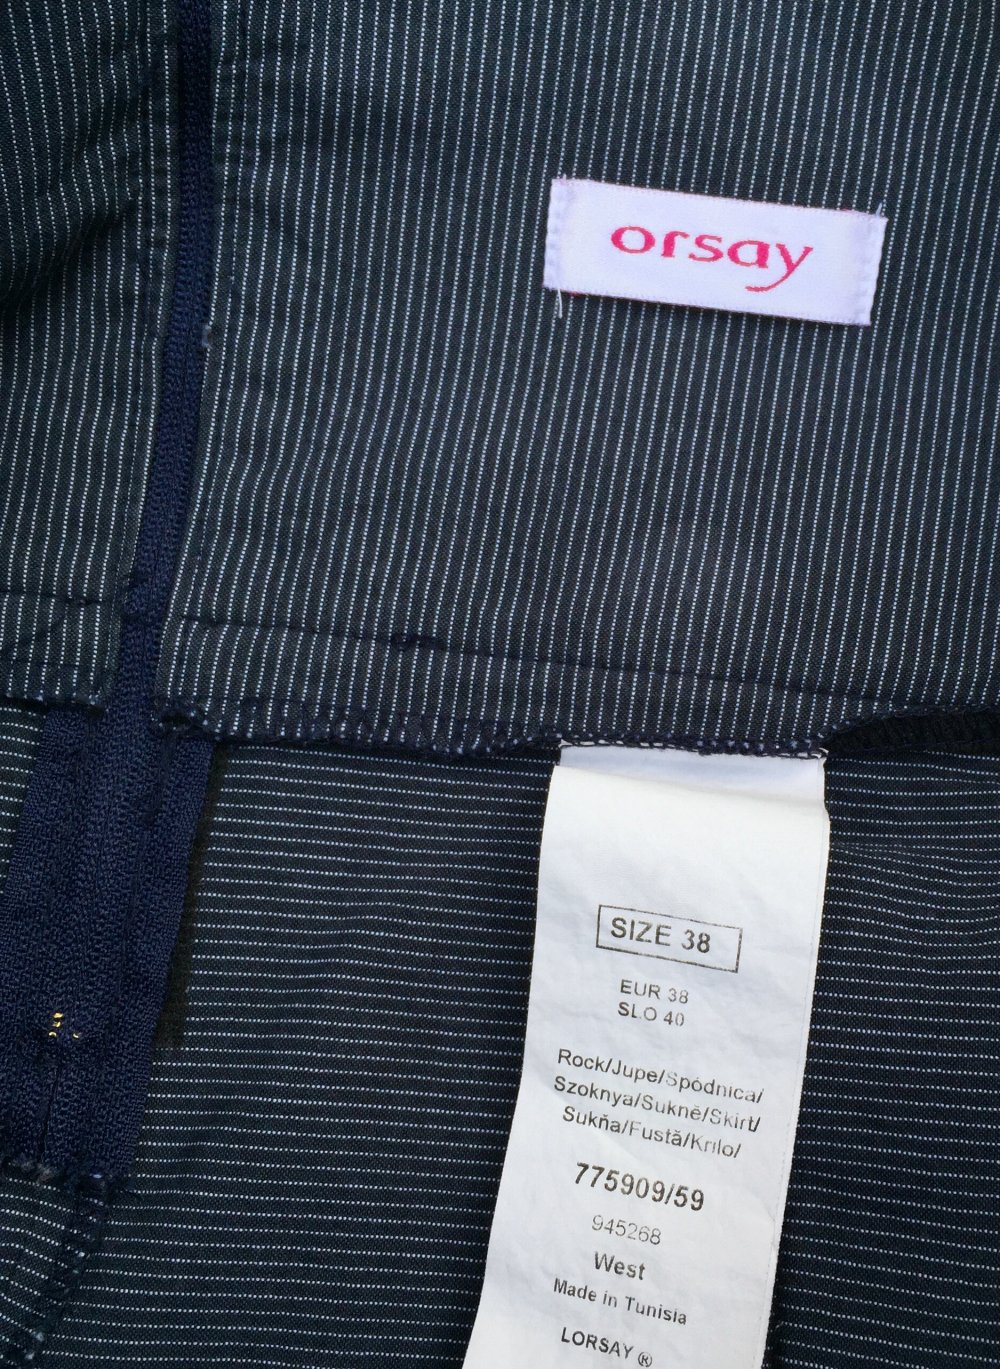 orsay
SIZE 38
EUR 38
SLO 40
Rock/Jupe/Spódnica/
Szoknya/Sukně/Skirt/
Sukňa/Fustă/Krilo/
775909/59
945268
West
Made in Tunisia
LORSAY ®